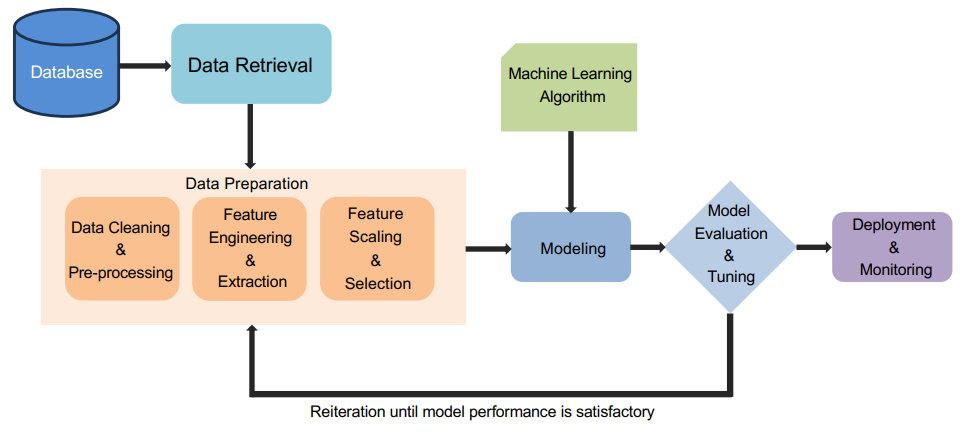 Database
Data Retrieval
Machine Learning
Algorithm
Data Preparation
Data Cleaning
&
Pre-processing
Feature
Engineering
&
Extraction
Feature
Scaling
&
Selection
Modeling
Model
Evaluation
&
Tuning
Deployment
&
Monitoring
Reiteration until model performance is satisfactory